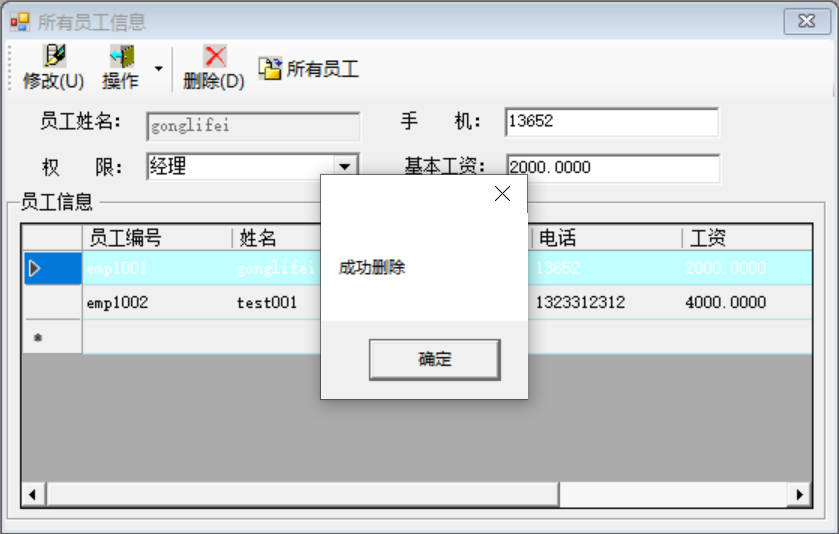 所有员工信息
修改(U) 操作 删除(D) 所有员工
员工姓名: gonglifei 手 机: 13652
权 限: 经理 基本工资: 2000.0000
员工信息
员工编号 姓名 电话 工资
emp1001 gonglifei 13652 2000.0000
emp1002 test001 1323312312 4000.0000
*
成功删除
确定